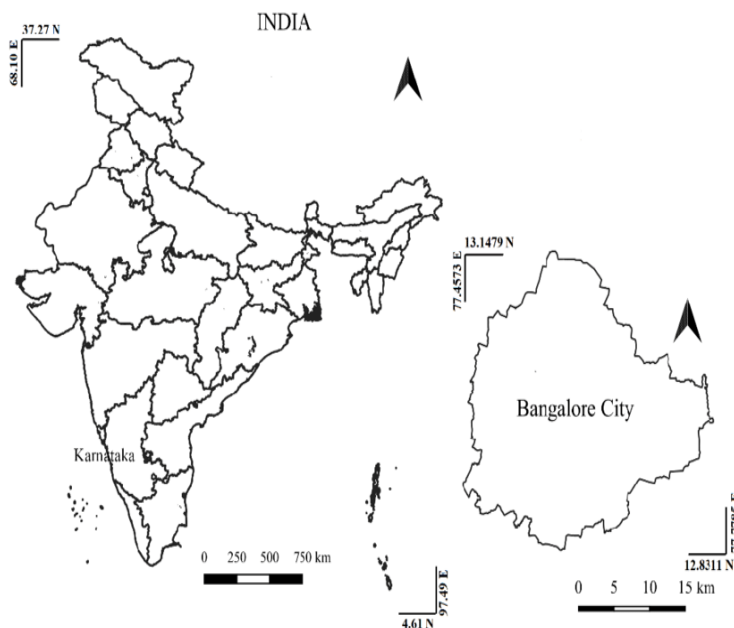 INDIA
37.27 N
68.10 E
Karnataka
0 250 500 750 km
97.49 E
4.61 N
13.1479 N
77.4573 E
Bangalore City
12.8311 N
0 5 10 15 km